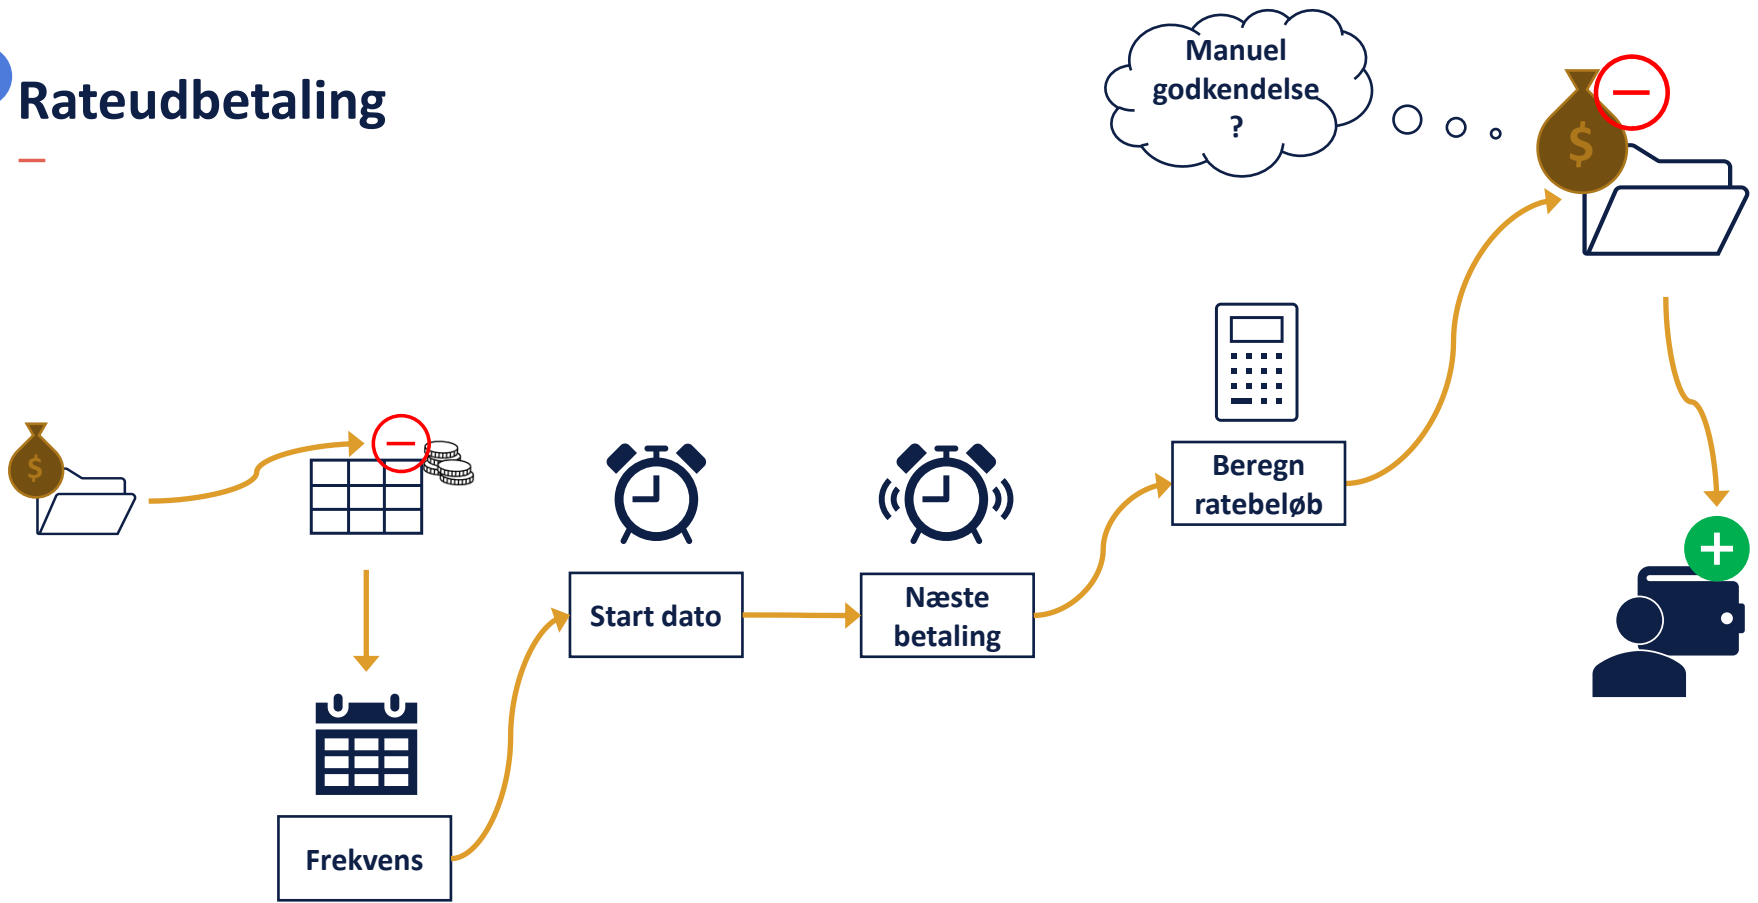 Rateudbetaling
Manuel
godkendelse
?
$
$
Beregn
ratebeløb
Start dato
Næste
betaling
Frekvens